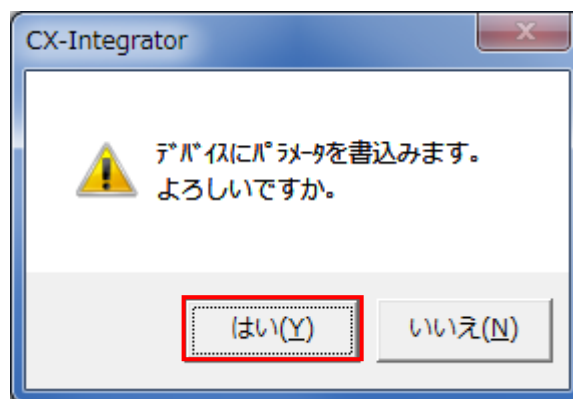 CX-Integrator
ﾃﾞﾊﾞｲｽにﾊﾟﾗﾒｰﾀを書込みます。
よろしいですか。
はい(Y)
いいえ(N)